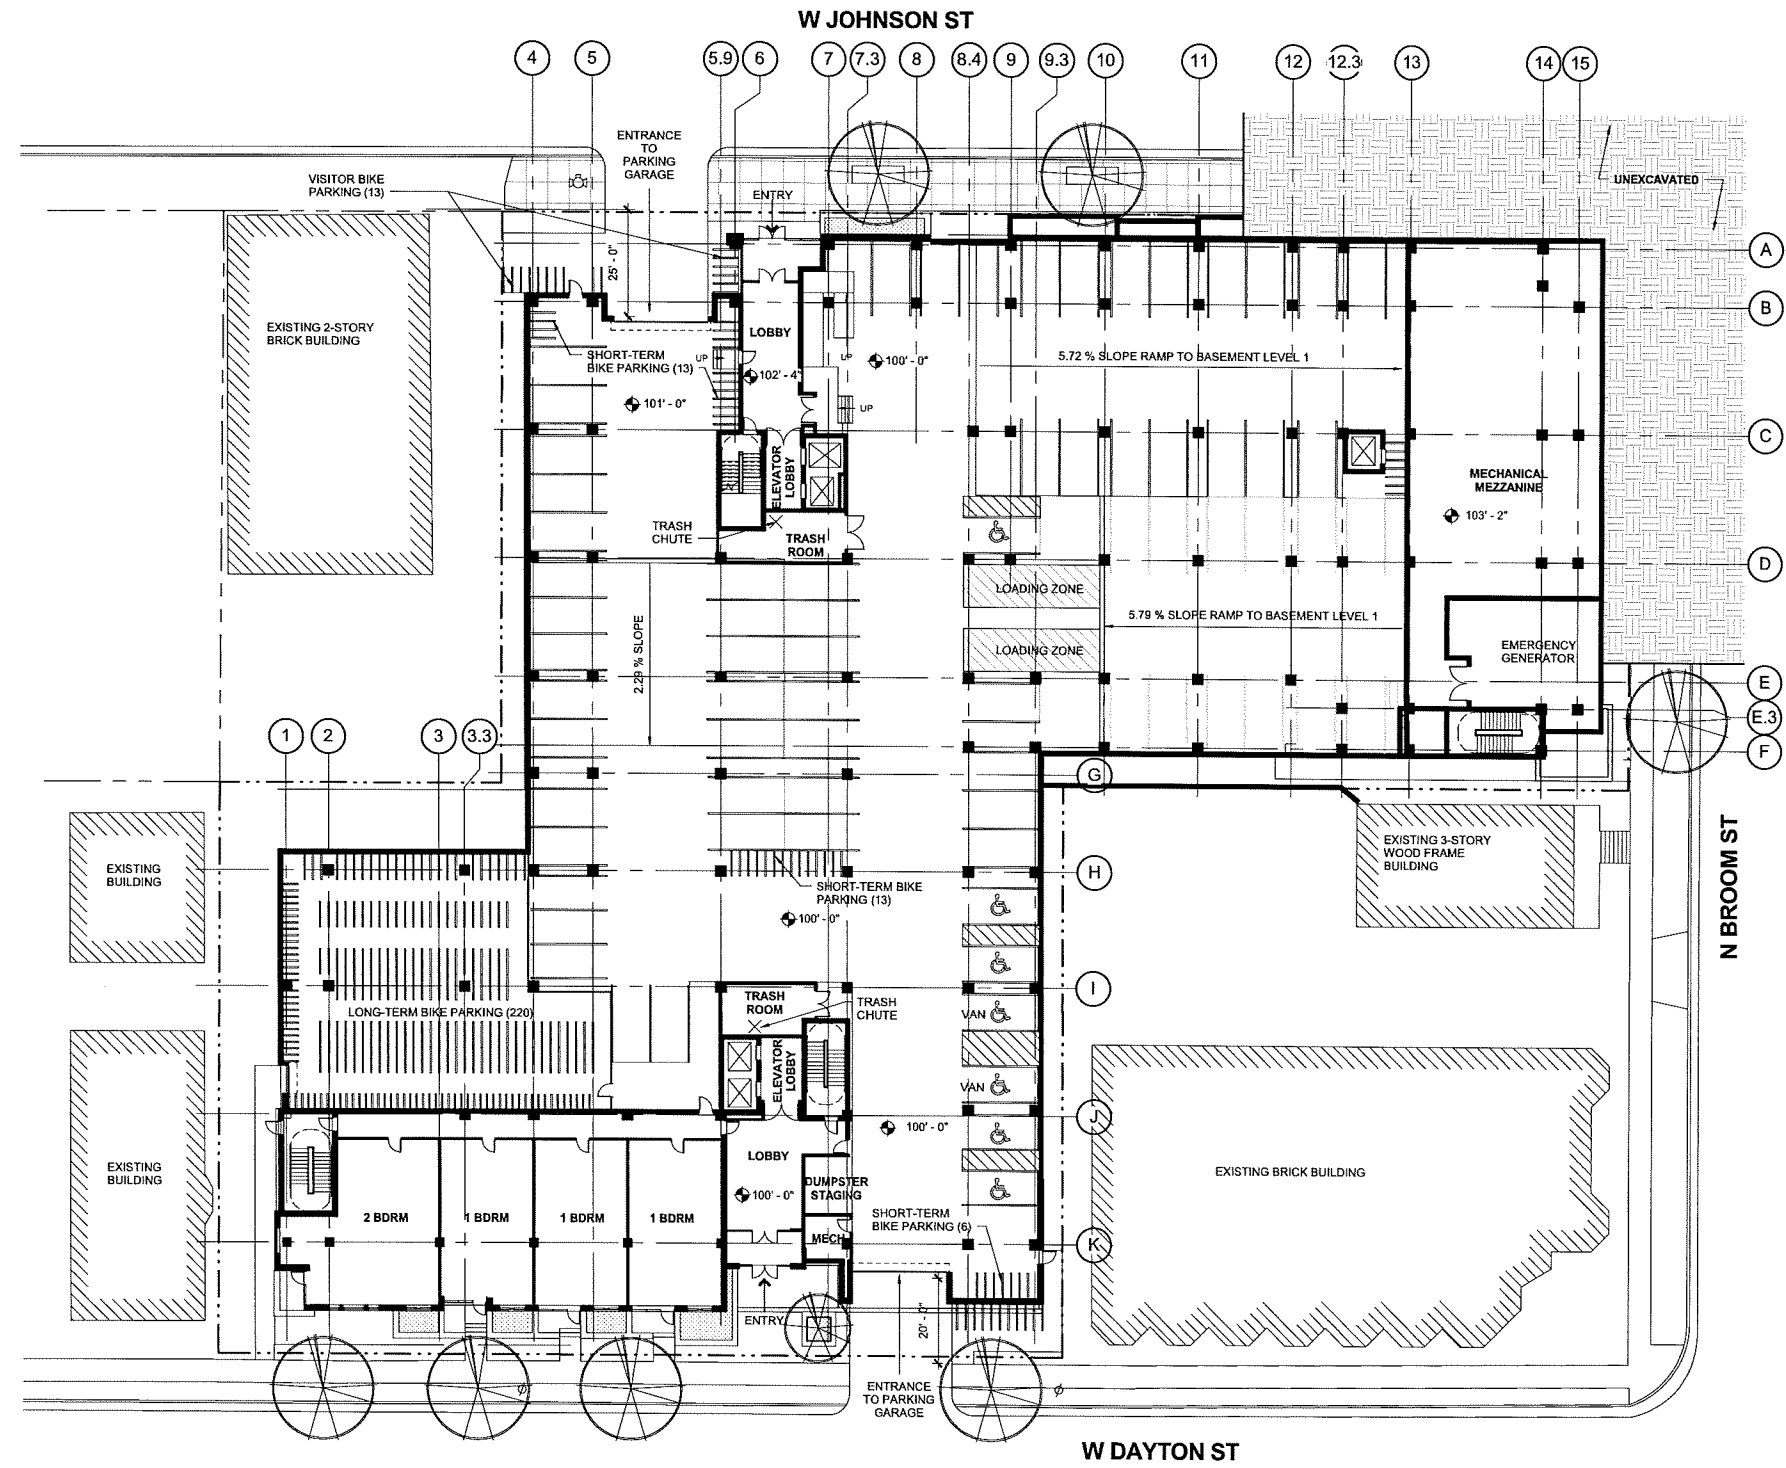 W JOHNSON ST
4
5
5.9
6
7
7.3
8
8.4
9
9.3
10
11
12
12.3
13
14
15
ENTRANCE
TO
PARKING
GARAGE
VISITOR BIKE
PARKING (13)
ENTRY
UNEXCAVATED
25' - 0"
A
B
C
D
E
E.3
F
EXISTING 2-STORY
BRICK BUILDING
LOBBY
SHORT-TERM
BIKE PARKING (13)
UP
102' - 4"
101' - 0"
UP
UP
100' - 0"
5.72 % SLOPE RAMP TO BASEMENT LEVEL 1
ELEVATOR
LOBBY
MECHANICAL
MEZZANINE
103' - 2"
TRASH
CHUTE
TRASH
ROOM
LOADING ZONE
5.79 % SLOPE RAMP TO BASEMENT LEVEL 1
LOADING ZONE
2.29 % SLOPE
EMERGENCY
GENERATOR
1
2
3
3.3
G
H
I
J
K
EXISTING
BUILDING
EXISTING 3-STORY
WOOD FRAME
BUILDING
N BROOM ST
SHORT-TERM BIKE
PARKING (13)
100' - 0"
TRASH
ROOM
TRASH
CHUTE
LONG-TERM BIKE PARKING (220)
VAN
ELEVATOR
LOBBY
VAN
100' - 0"
EXISTING
BUILDING
LOBBY
100' - 0"
DUMPSTER
STAGING
MECH
EXISTING BRICK BUILDING
2 BDRM
1 BDRM
1 BDRM
1 BDRM
SHORT-TERM
BIKE PARKING (6)
ENTRY
20' - 0"
ENTRANCE
TO PARKING
GARAGE
W DAYTON ST